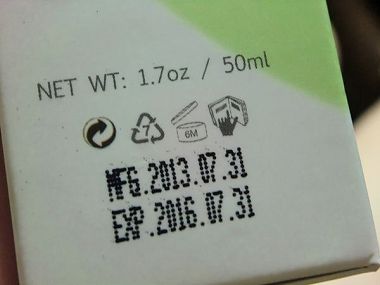 NET WT: 1.7oz / 50ml
7 6M
MFG.2013.07.31
EXP.2016.07.31